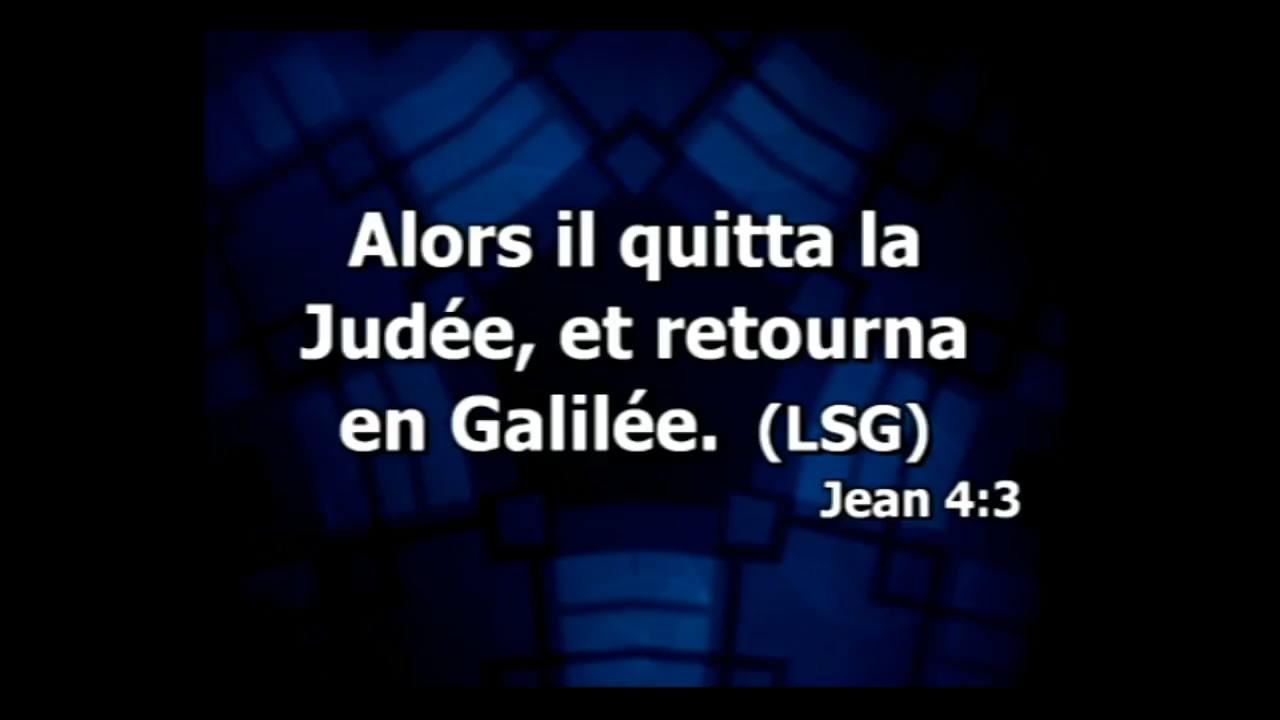 Alors il quitta la
Judée, et retourna
en Galilée. (LSG)
Jean 4:3